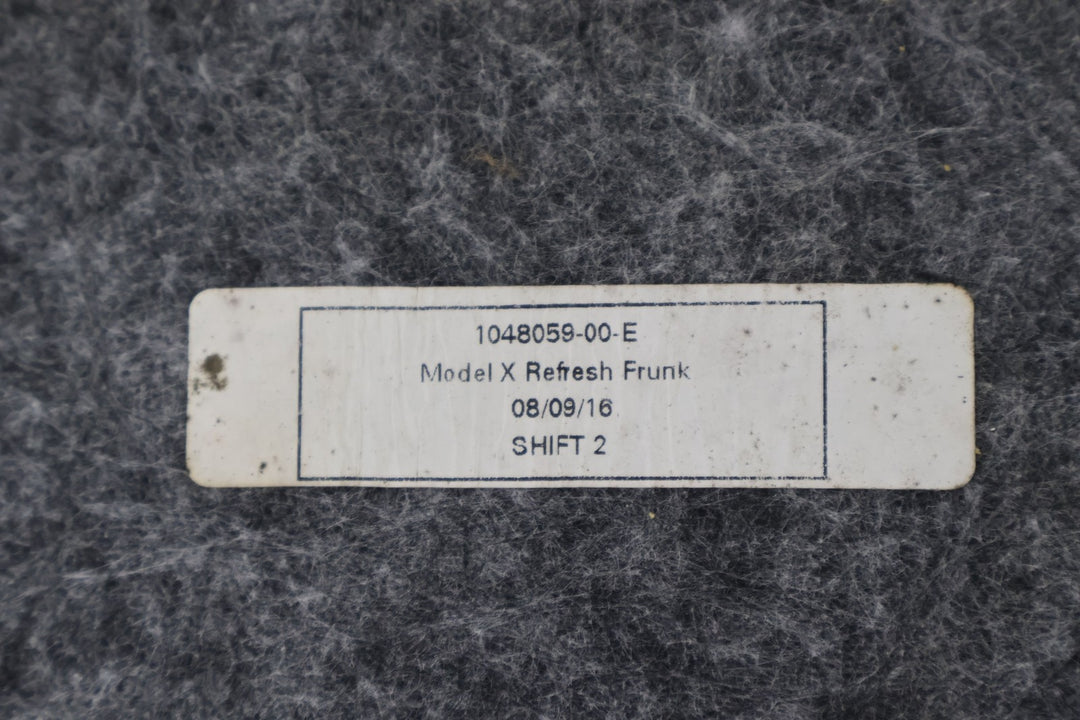 1048059-00-E
Model X Refresh Frunk
08/09/16
SHIFT 2